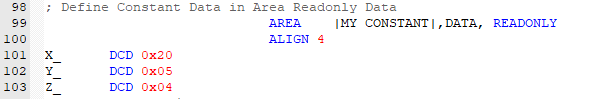 98 ; Define Constant Data in Area Readonly Data
99 AREA |MY CONSTANT|,DATA, READONLY
100 ALIGN 4
101 X_ DCD 0x20
102 Y_ DCD 0x05
103 Z_ DCD 0x04